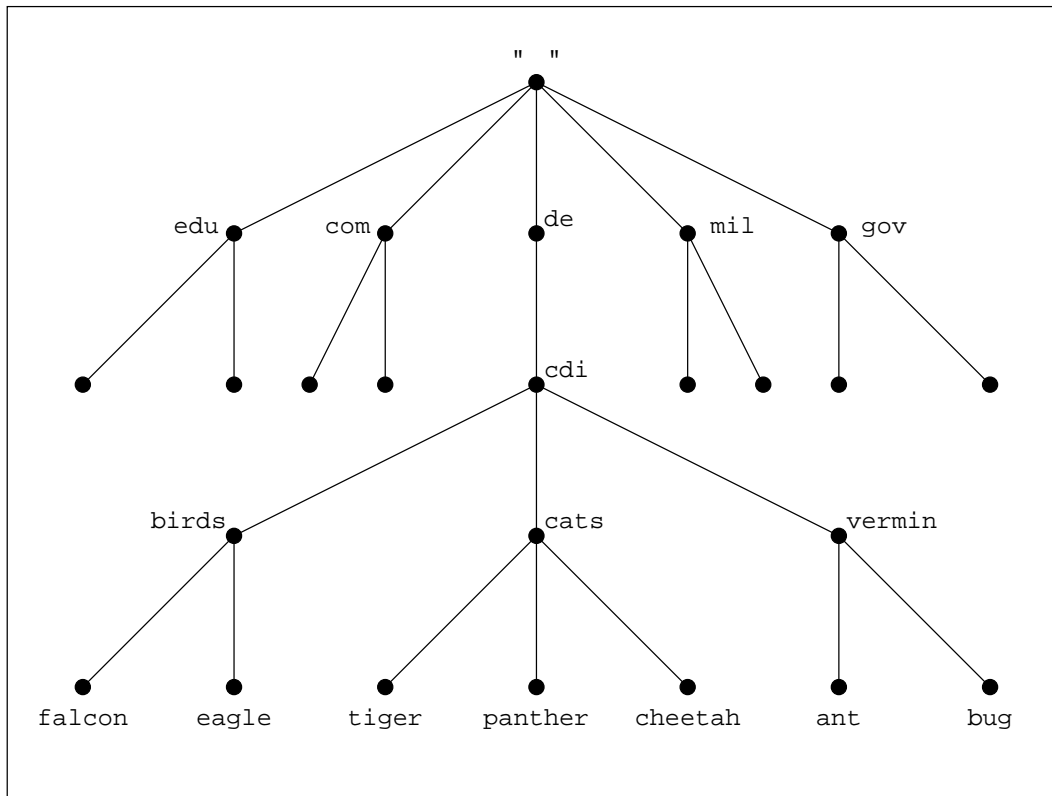 " "
edu com de mil gov
cdi
birds cats vermin
falcon eagle tiger panther cheetah ant bug